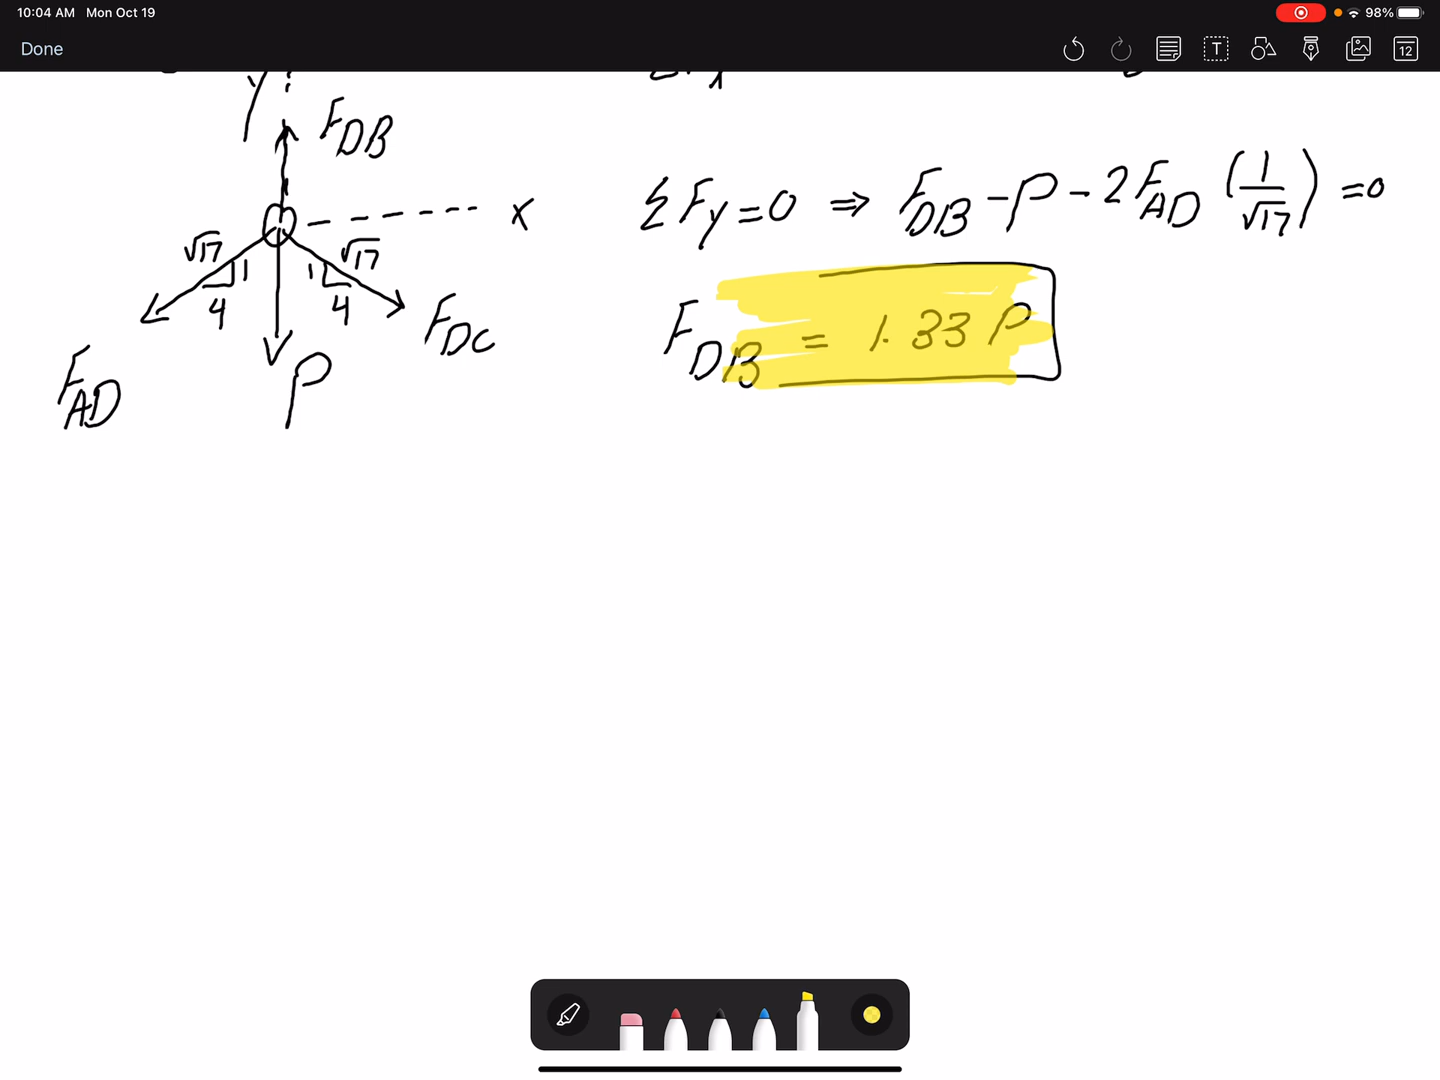 10:04 AM Mon Oct 19
98%
Done
T
12
y
F_DB
x
√17
1
4
1
√17
4
F_AD
P
F_DC
ΣFy=0 ⇒ F_DB - P - 2F_AD (1/√17) = 0
F_DB = 1.33 P